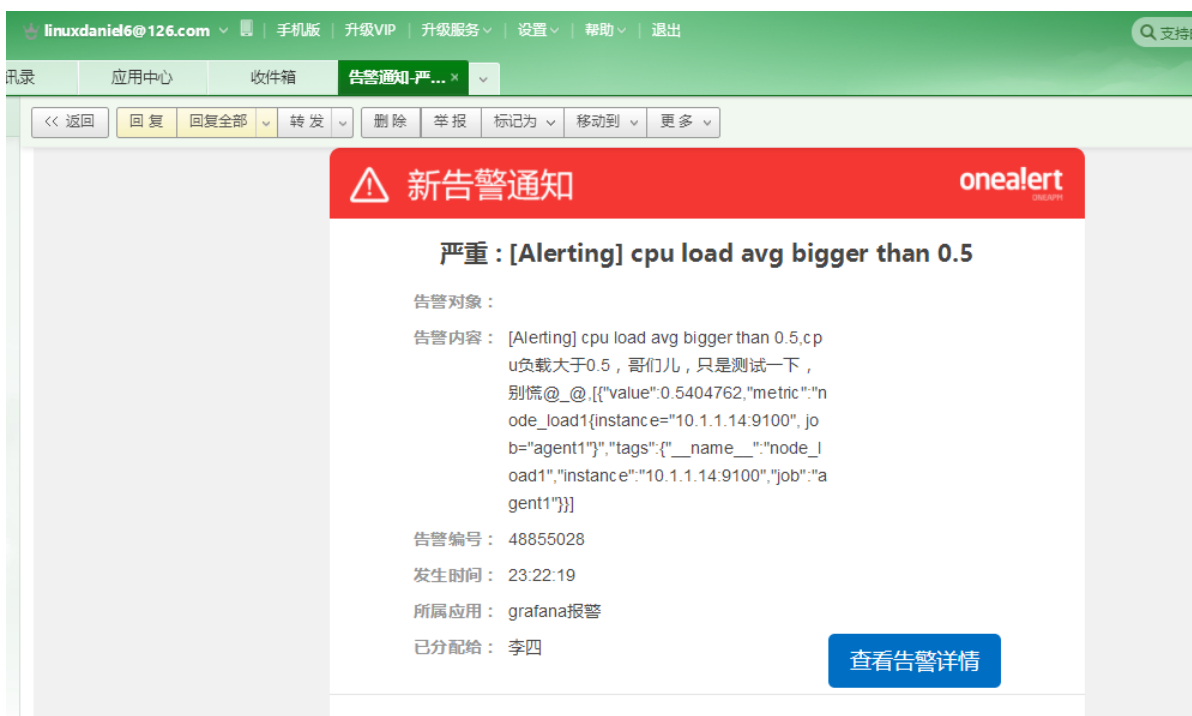 linuxdaniel6@126.com 手机版 升级VIP 升级服务 设置 帮助 退出 支持
讯录 应用中心 收件箱 告警通知-严... ×
<< 返回 回复 回复全部 转发 删除 举报 标记为 移动到 更多
新告警通知 onealert
ONEAPM
严重 : [Alerting] cpu load avg bigger than 0.5
告警对象：
告警内容： [Alerting] cpu load avg bigger than 0.5,cp
u负载大于0.5，哥们儿，只是测试一下，
别慌@_@,[{"value":0.5404762,"metric":"n
ode_load1{instance="10.1.1.14:9100", jo
b="agent1"}","tags":{"__name__":"node_l
oad1","instance":"10.1.1.14:9100","job":"a
gent1"}}]
告警编号： 48855028
发生时间： 23:22:19
所属应用： grafana报警
已分配给： 李四
查看告警详情